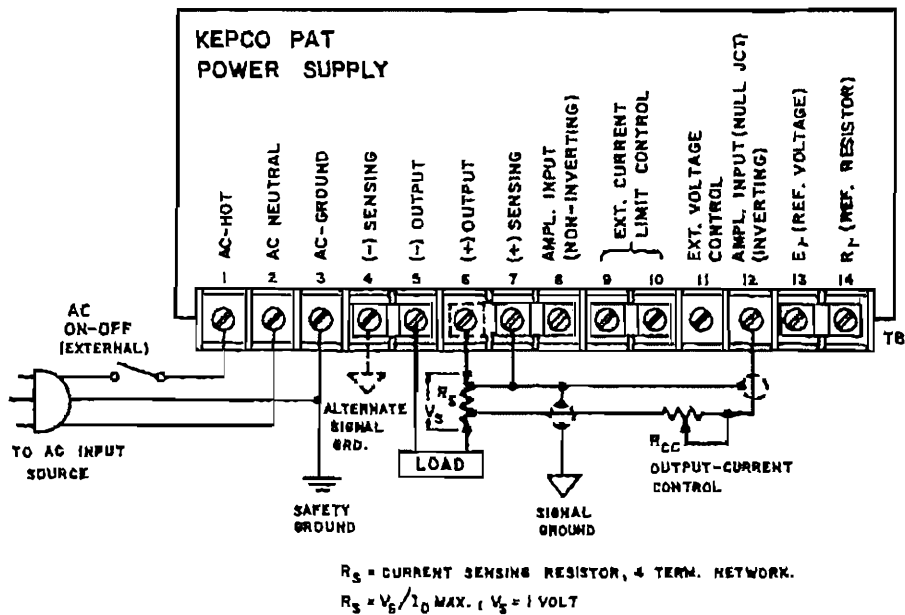 KEPCO PAT
POWER SUPPLY
AC-HOT
AC NEUTRAL
AC-GROUND
(-) SENSING
(-) OUTPUT
(+) OUTPUT
(+) SENSING
AMPL. INPUT
(NON-INVERTING)
EXT. CURRENT
LIMIT CONTROL
EXT. VOLTAGE
CONTROL
AMPL. INPUT (NULL JCT)
(INVERTING)
Er (REF. VOLTAGE)
Rr (REF. RESISTOR)
1 2 3 4 5 6 7 8 9 10 11 12 13 14
TB
AC
ON-OFF
(EXTERNAL)
TO AC INPUT
SOURCE
ALTERNATE
SIGNAL
GRD.
VS
RS
LOAD
RCC
OUTPUT-CURRENT
CONTROL
SAFETY
GROUND
SIGNAL
GROUND
RS = CURRENT SENSING RESISTOR, 4 TERM. NETWORK.
RS = VS/IO MAX. , VS = 1 VOLT